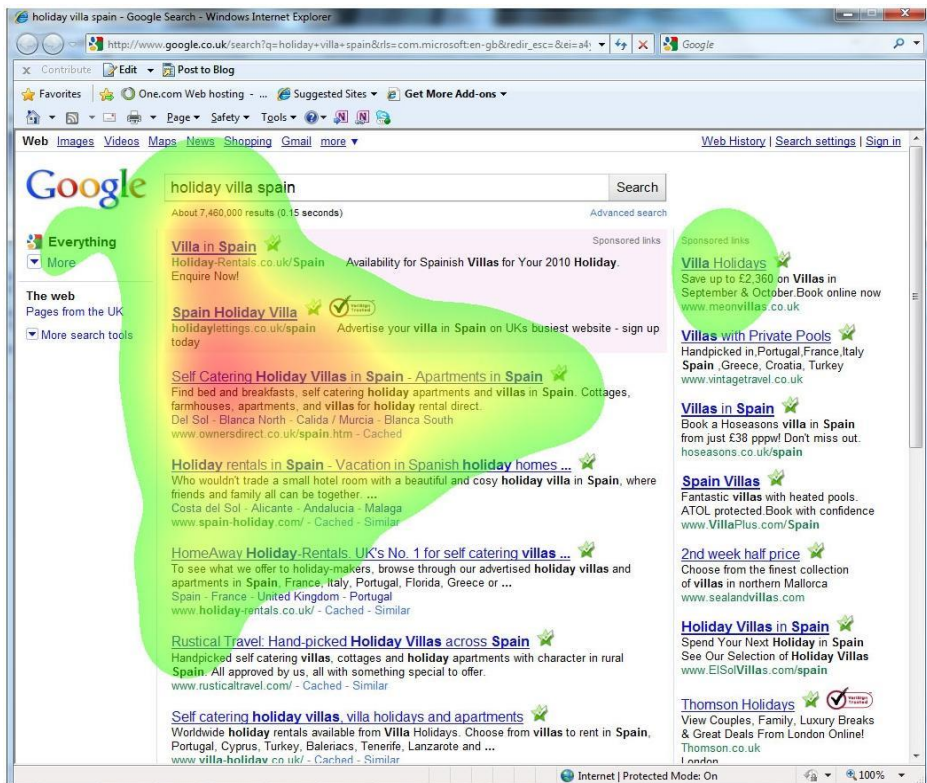 holiday villa spain - Google Search - Windows Internet Explorer
http://www.google.co.uk/search?q=holiday+villa+spain&rls=com.microsoft:en-gb&redir_esc=&ei=a4y
Google
x Contribute Edit Post to Blog
Favorites One.com Web hosting - ... Suggested Sites Get More Add-ons
Page Safety Tools
Web Images Videos Maps News Shopping Gmail more
Web History | Search settings | Sign in
Google
holiday villa spain
Search
About 7,460,000 results (0.15 seconds)
Advanced search
Everything
More
The web
Pages from the UK
More search tools
Sponsored links
Villa in Spain
Holiday-Rentals.co.uk/Spain Availability for Spainish Villas for Your 2010 Holiday.
Enquire Now!
Spain Holiday Villa
holidaylettings.co.uk/spain Advertise your villa in Spain on UKs busiest website - sign up
today
Self Catering Holiday Villas in Spain - Apartments in Spain
Find bed and breakfasts, self catering holiday apartments and villas in Spain. Cottages,
farmhouses, apartments, and villas for holiday rental direct.
Del Sol - Blanca North - Calida / Murcia - Blanca South
www.ownersdirect.co.uk/spain.htm - Cached
Holiday rentals in Spain - Vacation in Spanish holiday homes ...
Who wouldn't trade a small hotel room with a beautiful and cosy holiday villa in Spain, where
friends and family all can be together. ...
Costa del Sol - Alicante - Andalucia - Malaga
www.spain-holiday.com/ - Cached - Similar
HomeAway Holiday-Rentals. UK's No. 1 for self catering villas ...
To see what we offer to holiday-makers, browse through our advertised holiday villas and
apartments in Spain, France, Italy, Portugal, Florida, Greece or ...
Spain - France - United Kingdom - Portugal
www.holiday-rentals.co.uk/ - Cached - Similar
Rustical Travel: Hand-picked Holiday Villas across Spain
Handpicked self catering villas, cottages and holiday apartments with character in rural
Spain. All approved by us, all with something special to offer.
www.rusticaltravel.com/ - Cached - Similar
Self catering holiday villas, villa holidays and apartments
Worldwide holiday rentals available from Villa Holidays. Choose from villas to rent in Spain,
Portugal, Cyprus, Turkey, Baleriacs, Tenerife, Lanzarote and ...
www.villa-holiday.co.uk/ - Cached - Similar
Sponsored links
Villa Holidays
Save up to £2,360 on Villas in
September & October.Book online now
www.meonvillas.co.uk
Villas with Private Pools
Handpicked in,Portugal,France,Italy
Spain ,Greece, Croatia, Turkey
www.vintagetravel.co.uk
Villas in Spain
Book a Hoseasons villa in Spain
from just £38 pppw! Don't miss out.
hoseasons.co.uk/spain
Spain Villas
Fantastic villas with heated pools.
ATOL protected.Book with confidence
www.VillaPlus.com/Spain
2nd week half price
Choose from the finest collection
of villas in northern Mallorca
www.sealandvillas.com
Holiday Villas in Spain
Spend Your Next Holiday in Spain
See Our Selection of Holiday Villas
www.ElSolVillas.com/spain
Thomson Holidays
View Couples, Family, Luxury Breaks
& Great Deals From London Online!
Thomson.co.uk
London
Internet | Protected Mode: On
100%